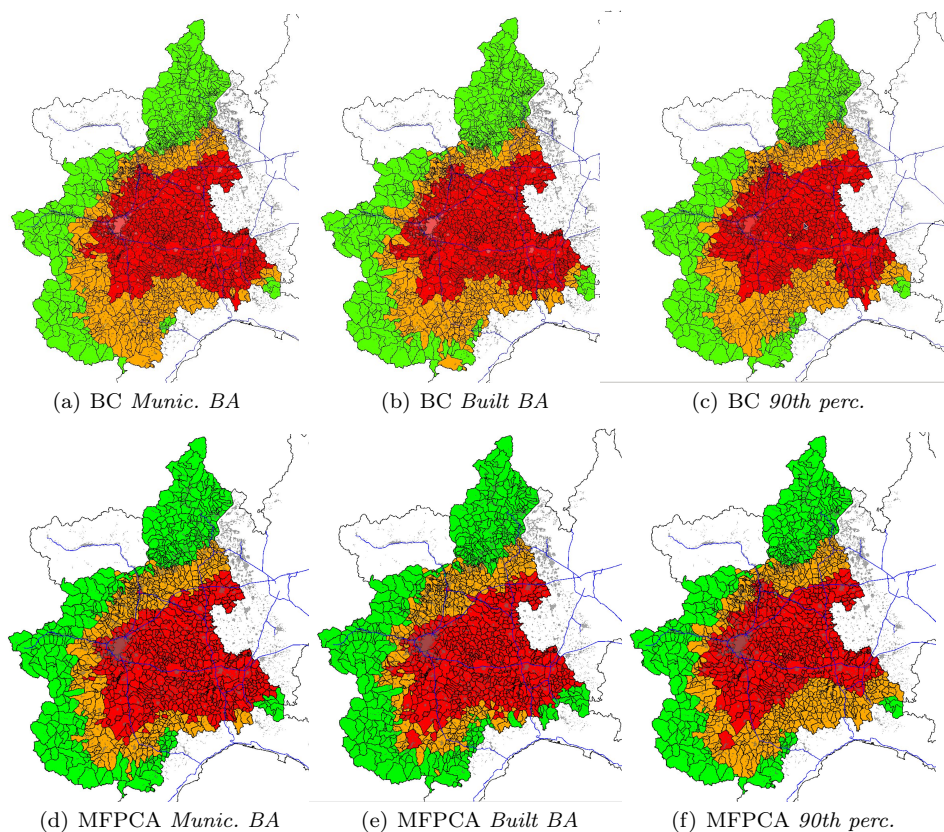 (a) BC Munic. BA
(b) BC Built BA
(c) BC 90th perc.
(d) MFPCA Munic. BA
(e) MFPCA Built BA
(f) MFPCA 90th perc.